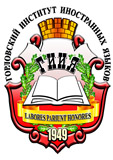 ГОРЛОВСКИЙ ИНСТИТУТ ИНОСТРАННЫХ ЯЗЫКОВ
ГИИЯ
LABORES PARIUNT HONORES
1949